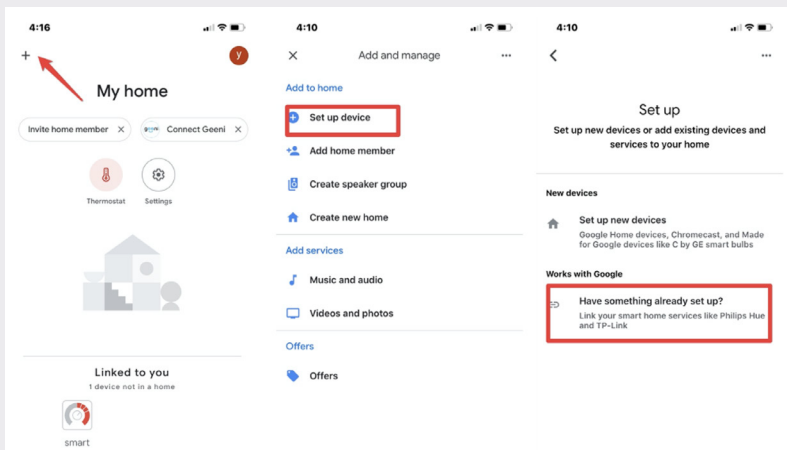 4:16
+
y
My home
Invite home member X
geeni Connect Geeni X
Thermostat
Settings
Linked to you
1 device not in a home
smart
4:10
X Add and manage ...
Add to home
Set up device
Add home member
Create speaker group
Create new home
Add services
Music and audio
Videos and photos
Offers
Offers
4:10
...
Set up
Set up new devices or add existing devices and
services to your home
New devices
Set up new devices
Google Home devices, Chromecast, and Made
for Google devices like C by GE smart bulbs
Works with Google
Have something already set up?
Link your smart home services like Philips Hue
and TP-Link